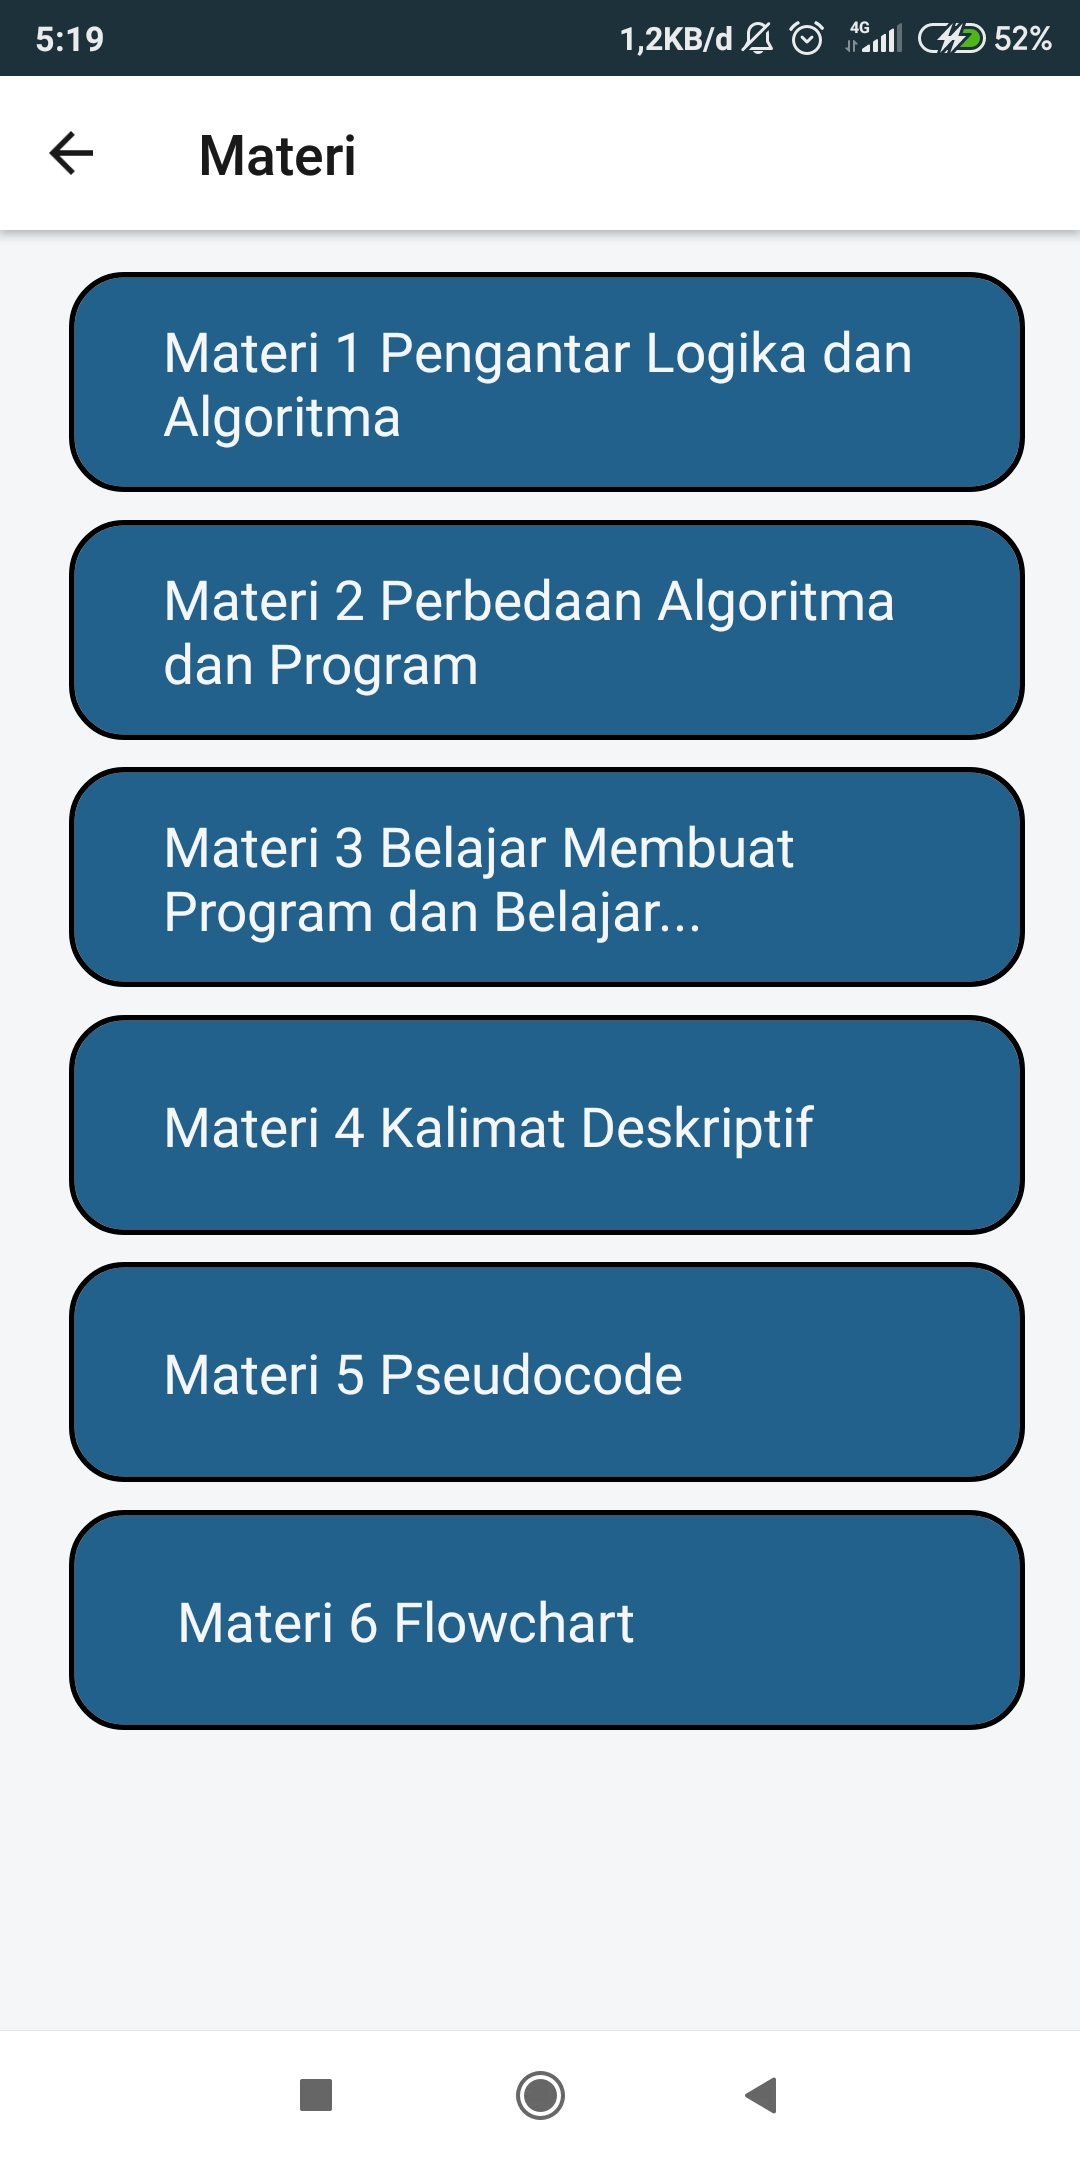 5:19
1,2KB/d 4G 52%
Materi
Materi 1 Pengantar Logika dan
Algoritma
Materi 2 Perbedaan Algoritma
dan Program
Materi 3 Belajar Membuat
Program dan Belajar...
Materi 4 Kalimat Deskriptif
Materi 5 Pseudocode
Materi 6 Flowchart